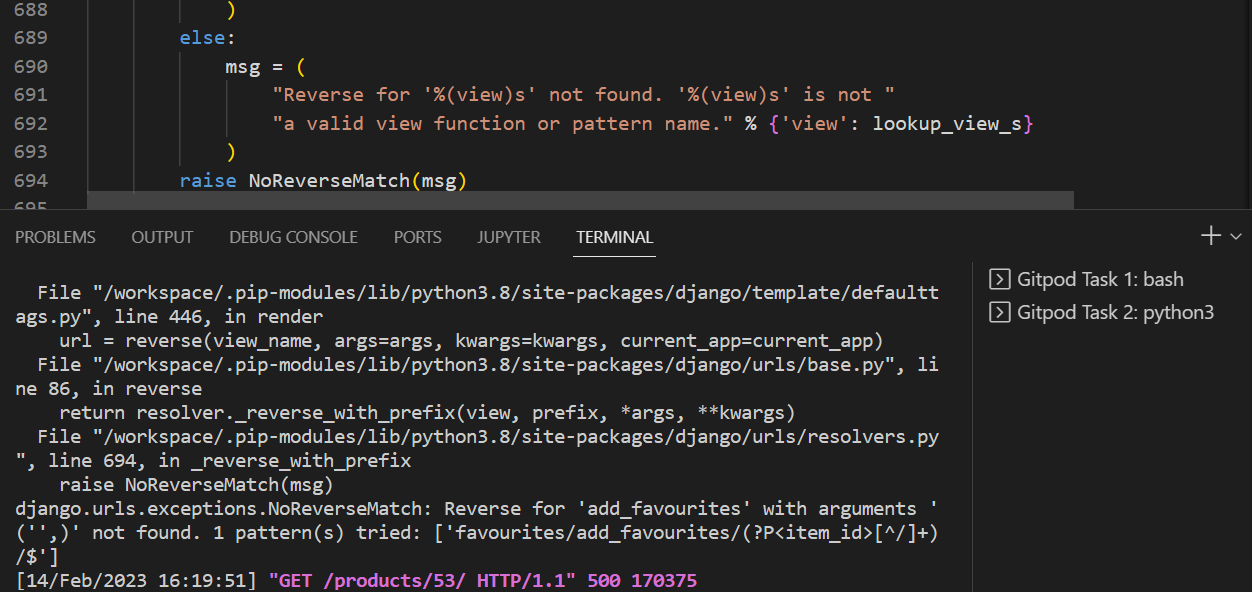 688 )
689 else:
690 msg = (
691 "Reverse for '%(view)s' not found. '%(view)s' is not "
692 "a valid view function or pattern name." % {'view': lookup_view_s}
693 )
694 raise NoReverseMatch(msg)
695
PROBLEMS OUTPUT DEBUG CONSOLE PORTS JUPYTER TERMINAL
File "/workspace/.pip-modules/lib/python3.8/site-packages/django/template/defaultt
ags.py", line 446, in render
url = reverse(view_name, args=args, kwargs=kwargs, current_app=current_app)
File "/workspace/.pip-modules/lib/python3.8/site-packages/django/urls/base.py", li
ne 86, in reverse
return resolver._reverse_with_prefix(view, prefix, *args, **kwargs)
File "/workspace/.pip-modules/lib/python3.8/site-packages/django/urls/resolvers.py
", line 694, in _reverse_with_prefix
raise NoReverseMatch(msg)
django.urls.exceptions.NoReverseMatch: Reverse for 'add_favourites' with arguments '
('',)' not found. 1 pattern(s) tried: ['favourites/add_favourites/(?P<item_id>[^/]+)
/$']
[14/Feb/2023 16:19:51] "GET /products/53/ HTTP/1.1" 500 170375
Gitpod Task 1: bash
Gitpod Task 2: python3